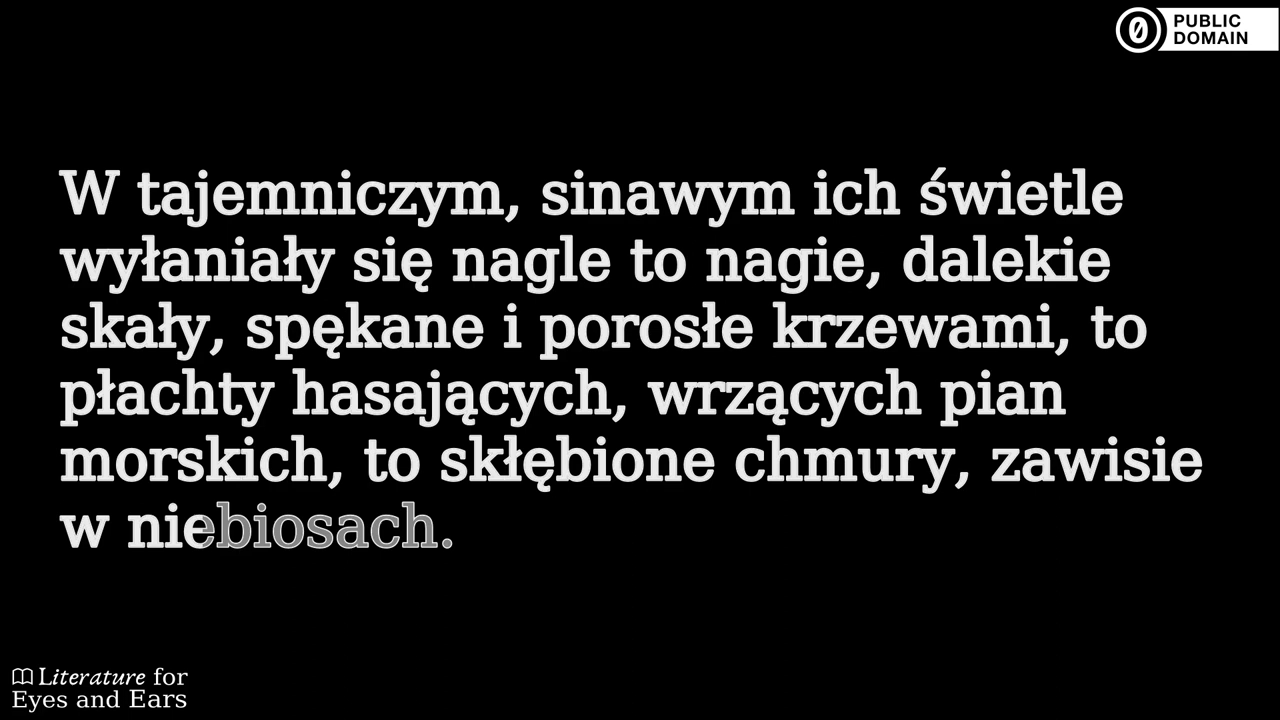 PUBLIC
DOMAIN
W tajemniczym, sinawym ich świetle
wyłaniały się nagle to nagie, dalekie
skały, spękane i porosłe krzewami, to
płachty hasających, wrzących pian
morskich, to skłębione chmury, zawisie
w niebiosach.
Literature for
Eyes and Ears